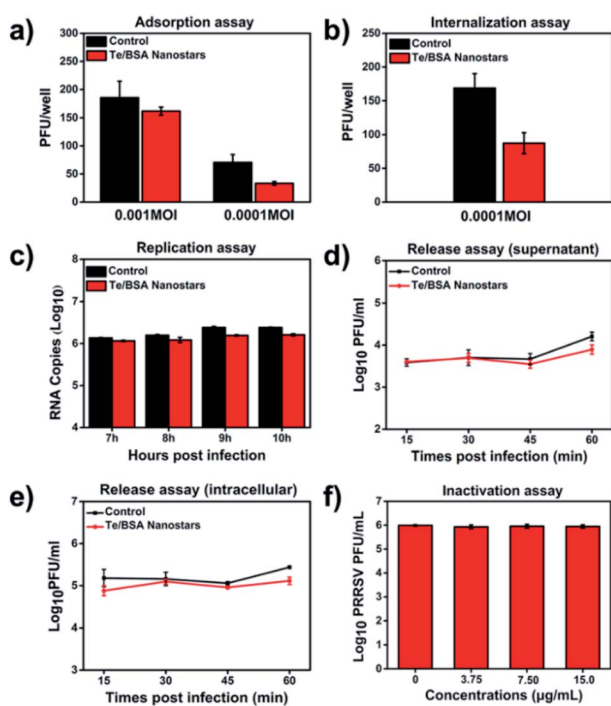 a) Adsorption assay
Control
Te/BSA Nanostars
PFU/well
300
250
200
150
100
50
0
0.001MOI 0.0001MOI
b) Internalization assay
Control
Te/BSA Nanostars
PFU/well
200
150
100
50
0
0.0001MOI
c) Replication assay
Control
Te/BSA Nanostars
RNA Copies (Log10)
8
7
6
5
4
7h 8h 9h 10h
Hours post infection
d) Release assay (supernatant)
Control
Te/BSA Nanostars
Log10 PFU/ml
6
5
4
3
2
15 30 45 60
Times post infection (min)
e) Release assay (intracellular)
Control
Te/BSA Nanostars
Log10PFU/ml
7
6
5
4
3
15 30 45 60
Times post infection (min)
f) Inactivation assay
Log10 PRRSV PFU/mL
7
6
5
4
3
2
1
0
0 3.75 7.50 15.0
Concentrations (μg/mL)